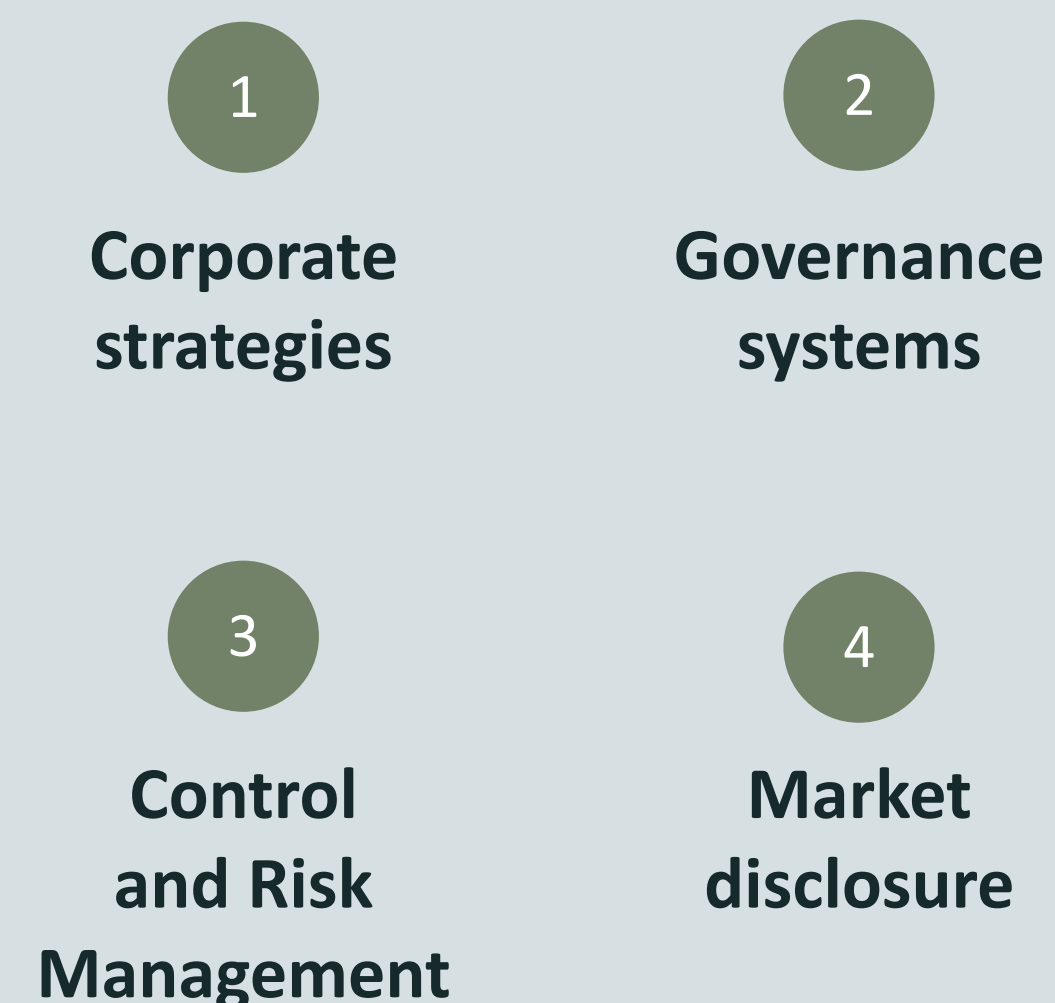 1
Corporate
strategies
2
Governance
systems
3
Control
and Risk
Management
4
Market
disclosure